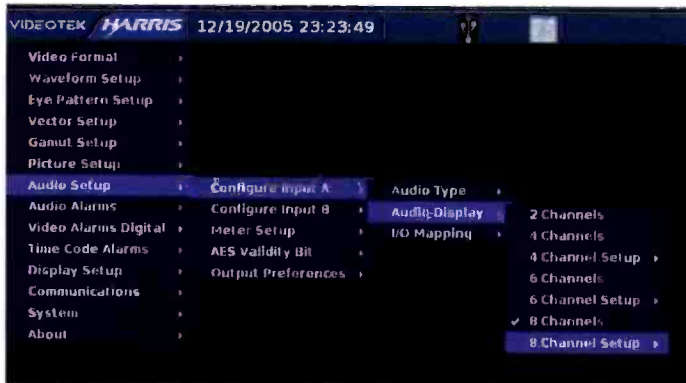 VIDEOTEK HARRIS 12/19/2005 23:23:49
Video Format
Waveform Setup
Eye Pattern Setup
Vector Setup
Gamut Setup
Picture Setup
Audio Setup
Audio Alarms
Video Alarms Digital
Time Code Alarms
Display Setup
Communications
System
About
Configure Input A
Configure Input B
Meter Setup
AES Validity Bit
Output Preferences
Audio Type
Audio Display
I/O Mapping
2 Channels
4 Channels
4 Channel Setup
6 Channels
6 Channel Setup
8 Channels
8 Channel Setup